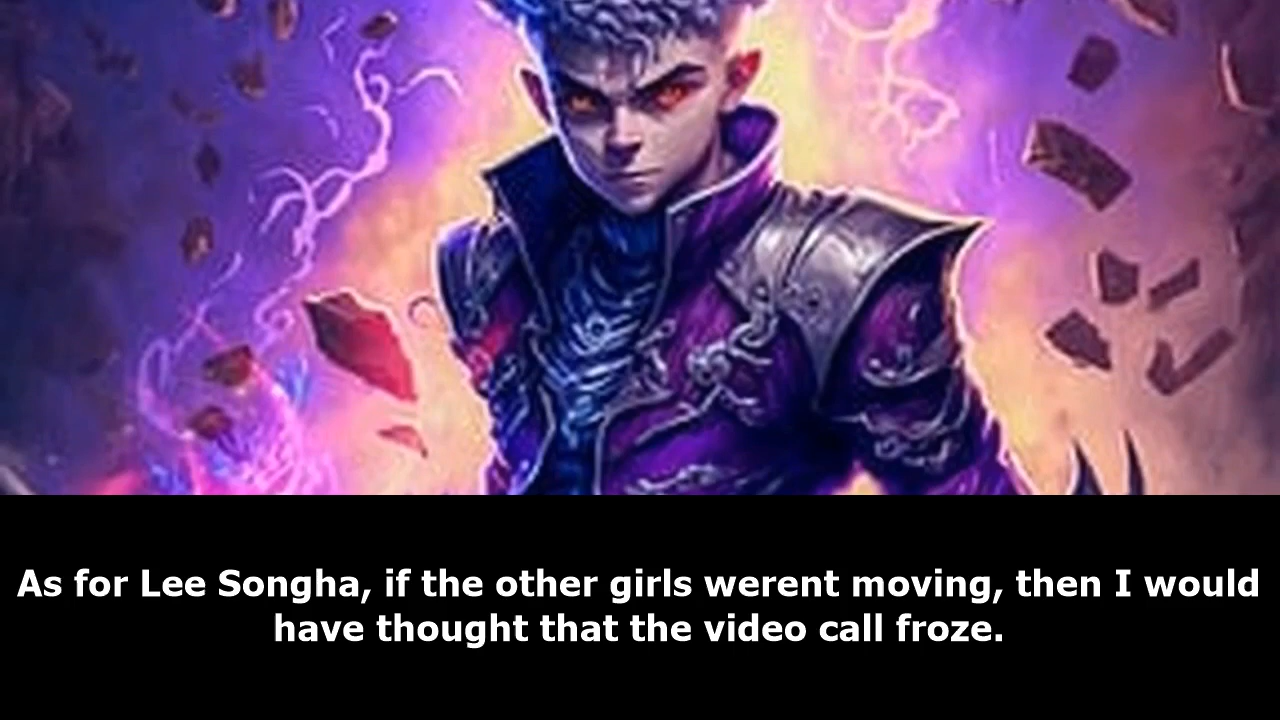 As for Lee Songha, if the other girls werent moving, then I would
have thought that the video call froze.